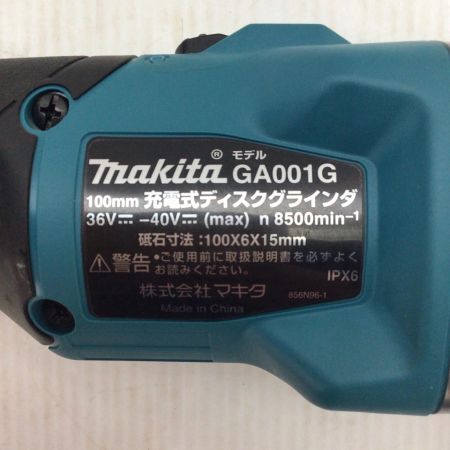 makita® モデル GA001G
100mm 充電式ディスクグラインダ
36V⎓ -40V⎓ (max) n 8500min-1
砥石寸法:100X6X15mm
⚠警告 •ご使用前に取扱説明書を必ずよく
お読みください。
IPX6
株式会社マキタ 856N96-1
Made in China